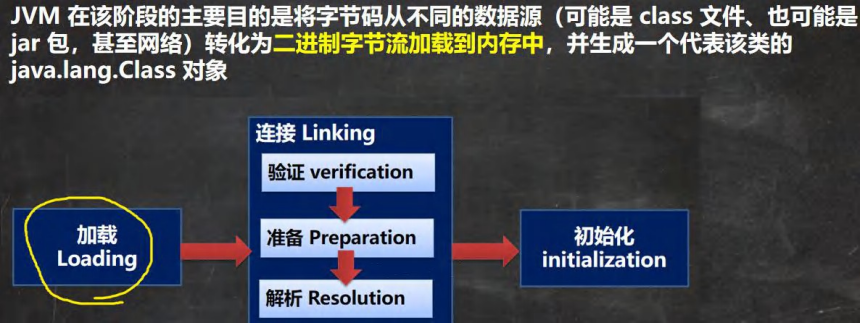 JVM 在该阶段的主要目的是将字节码从不同的数据源（可能是 class 文件、也可能是
jar 包，甚至网络）转化为二进制字节流加载到内存中，并生成一个代表该类的
java.lang.Class 对象
连接 Linking
验证 verification
加载
Loading
准备 Preparation
解析 Resolution
初始化
initialization